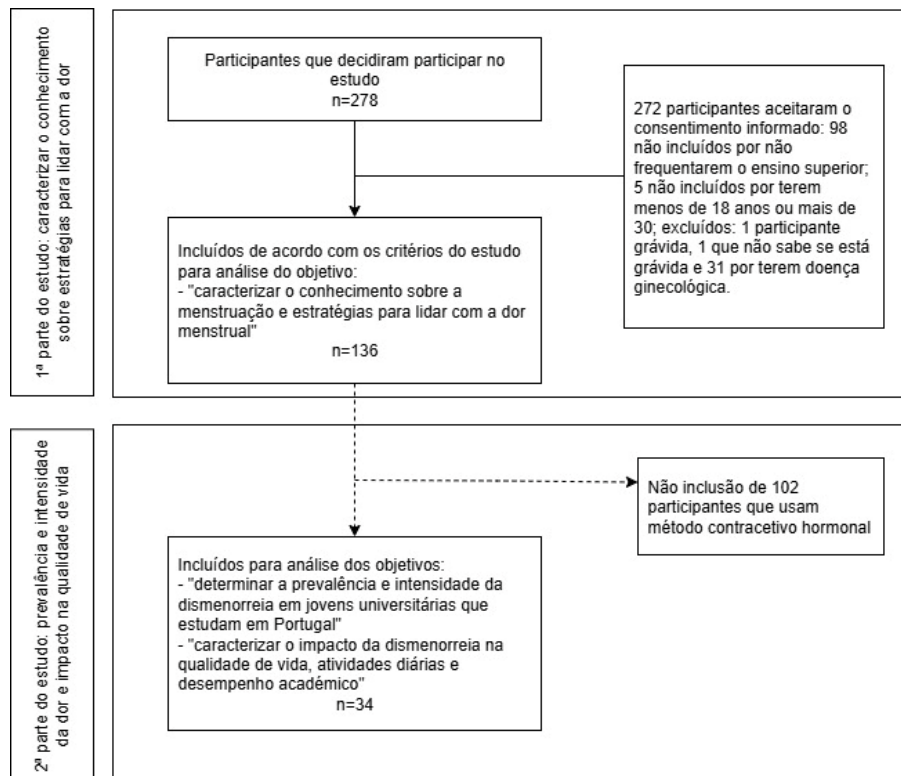 1ª parte do estudo: caracterizar o conhecimento
sobre estratégias para lidar com a dor
Participantes que decidiram participar no
estudo
n=278
272 participantes aceitaram o
consentimento informado: 98
não incluídos por não
frequentarem o ensino superior;
5 não incluídos por terem
menos de 18 anos ou mais de
30; excluídos: 1 participante
grávida, 1 que não sabe se está
grávida e 31 por terem doença
ginecológica.
Incluídos de acordo com os critérios do estudo
para análise do objetivo:
- "caracterizar o conhecimento sobre a
menstruação e estratégias para lidar com a dor
menstrual"
n=136
2ª parte do estudo: prevalência e intensidade
da dor e impacto na qualidade de vida
Não inclusão de 102
participantes que usam
método contracetivo hormonal
Incluídos para análise dos objetivos:
- "determinar a prevalência e intensidade da
dismenorreia em jovens universitárias que
estudam em Portugal"
- "caracterizar o impacto da dismenorreia na
qualidade de vida, atividades diárias e
desempenho académico"
n=34